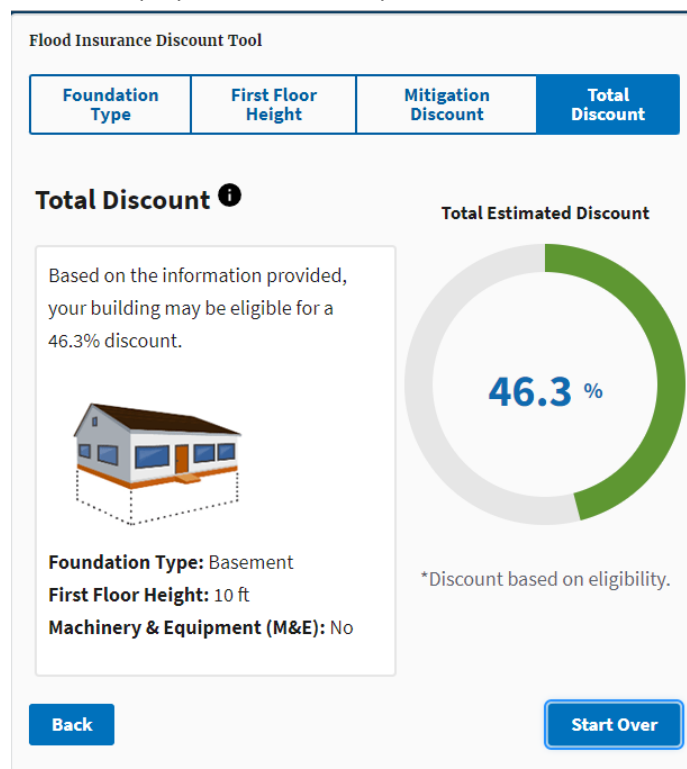 Flood Insurance Discount Tool
Foundation
Type
First Floor
Height
Mitigation
Discount
Total
Discount
Total Discount
Total Estimated Discount
Based on the information provided,
your building may be eligible for a
46.3% discount.
46.3 %
Foundation Type: Basement
First Floor Height: 10 ft
Machinery & Equipment (M&E): No
*Discount based on eligibility.
Back
Start Over